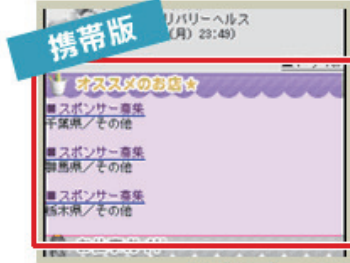 携帯版
リバリーヘルス
(月) 23:49)
オススメのお店★
■スポンサー募集
千葉県／その他
■スポンサー募集
群馬県／その他
■スポンサー募集
栃木県／その他